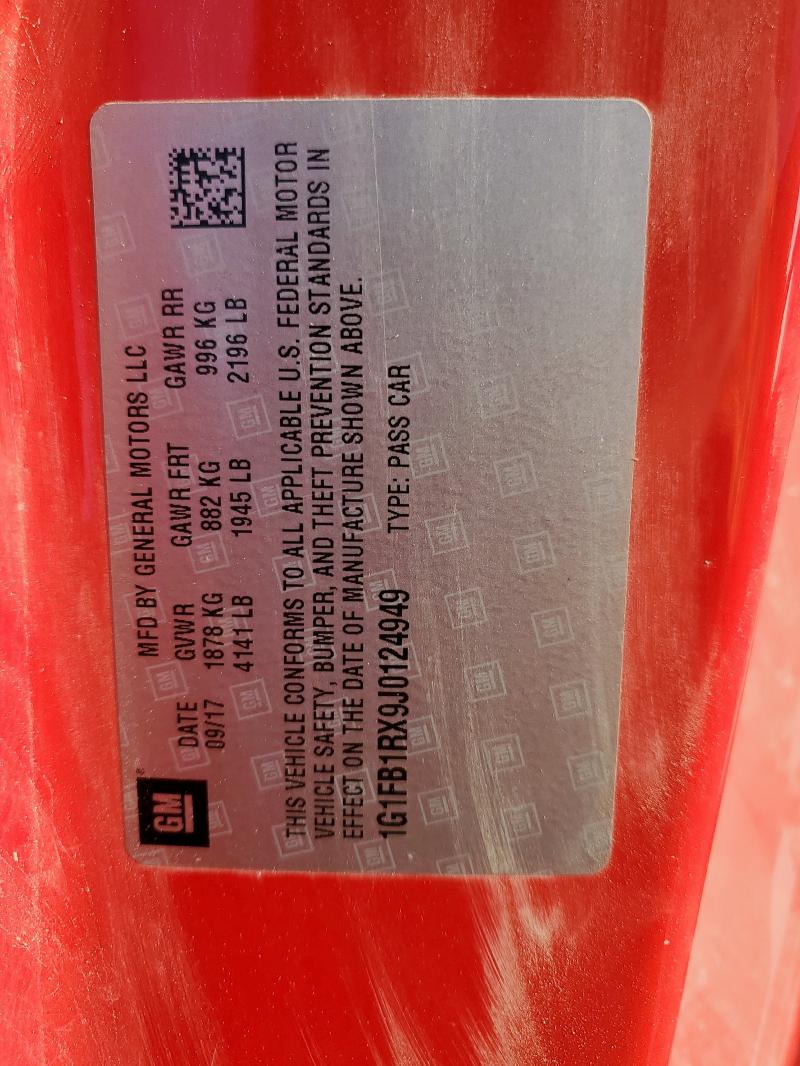 GM
MFD BY GENERAL MOTORS LLC
DATE GVWR GAWR FRT GAWR RR
09/17 1878 KG 882 KG 996 KG
4141 LB 1945 LB 2196 LB
THIS VEHICLE CONFORMS TO ALL APPLICABLE U.S. FEDERAL MOTOR
VEHICLE SAFETY, BUMPER, AND THEFT PREVENTION STANDARDS IN
EFFECT ON THE DATE OF MANUFACTURE SHOWN ABOVE.
1G1FB1RX9J0124949 TYPE: PASS CAR